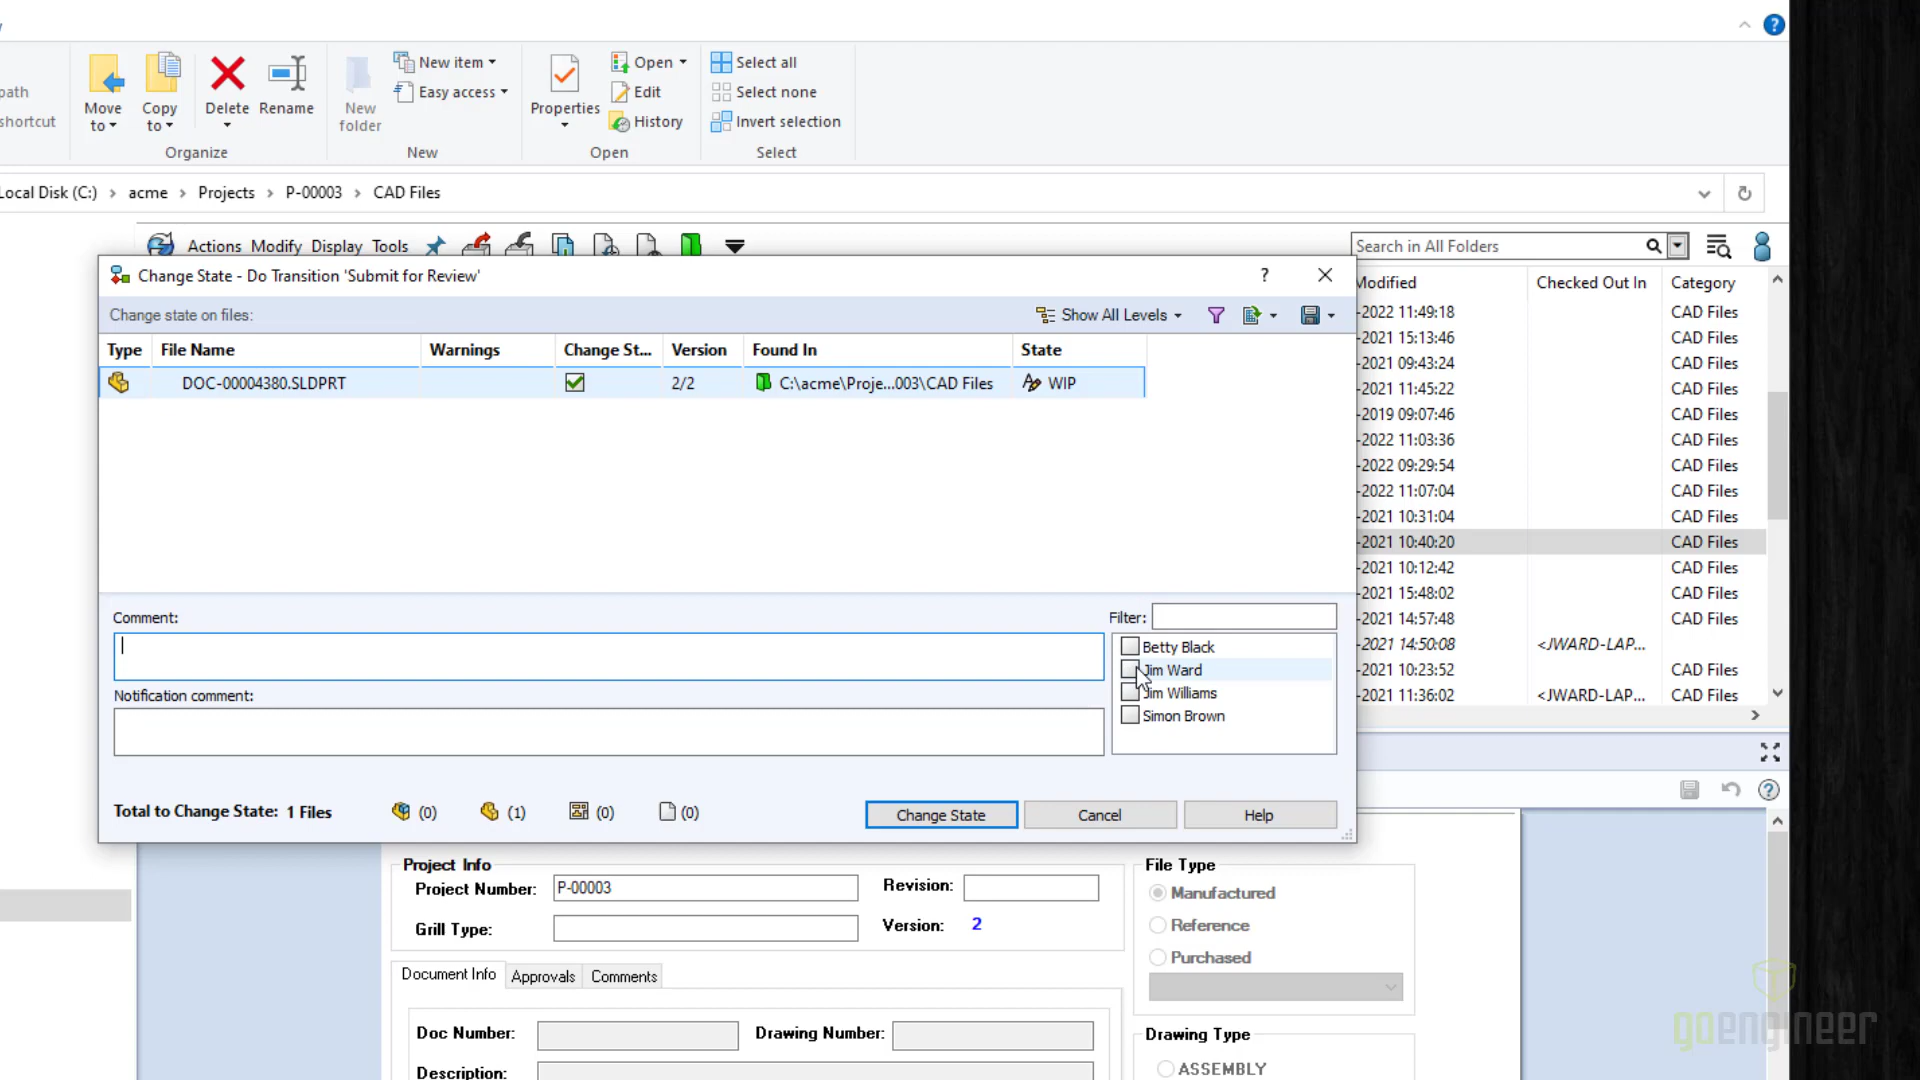 path
shortcut
Move to
Copy to
Delete
Rename
Organize
New folder
New item
Easy access
New
Properties
Open
Edit
History
Open
Select all
Select none
Invert selection
Select
Local Disk (C:) > acme > Projects > P-00003 > CAD Files
Actions Modify Display Tools
Search in All Folders
Change State - Do Transition 'Submit for Review'
?
Change state on files:
Show All Levels
Type File Name Warnings Change St... Version Found In State
DOC-00004380.SLDPRT 2/2 C:\acme\Proje...003\CAD Files WIP
Modified Checked Out In Category
-2022 11:49:18 CAD Files
-2021 15:13:46 CAD Files
-2021 09:43:24 CAD Files
-2021 11:45:22 CAD Files
-2019 09:07:46 CAD Files
-2022 11:03:36 CAD Files
-2022 09:29:54 CAD Files
-2022 11:07:04 CAD Files
-2021 10:31:04 CAD Files
-2021 10:40:20 CAD Files
-2021 10:12:42 CAD Files
-2021 15:48:02 CAD Files
-2021 14:57:48 CAD Files
-2021 14:50:08 <JWARD-LAP...
-2021 10:23:52 CAD Files
-2021 11:36:02 <JWARD-LAP... CAD Files
Comment:
Filter:
Betty Black
Jim Ward
Jim Williams
Simon Brown
Notification comment:
Total to Change State: 1 Files (0) (1) (0) (0)
Change State Cancel Help
Project Info
Project Number: P-00003 Revision:
Grill Type: Version: 2
File Type
Manufactured
Reference
Purchased
Document Info Approvals Comments
Doc Number: Drawing Number:
Description:
Drawing Type
ASSEMBLY
goengineer